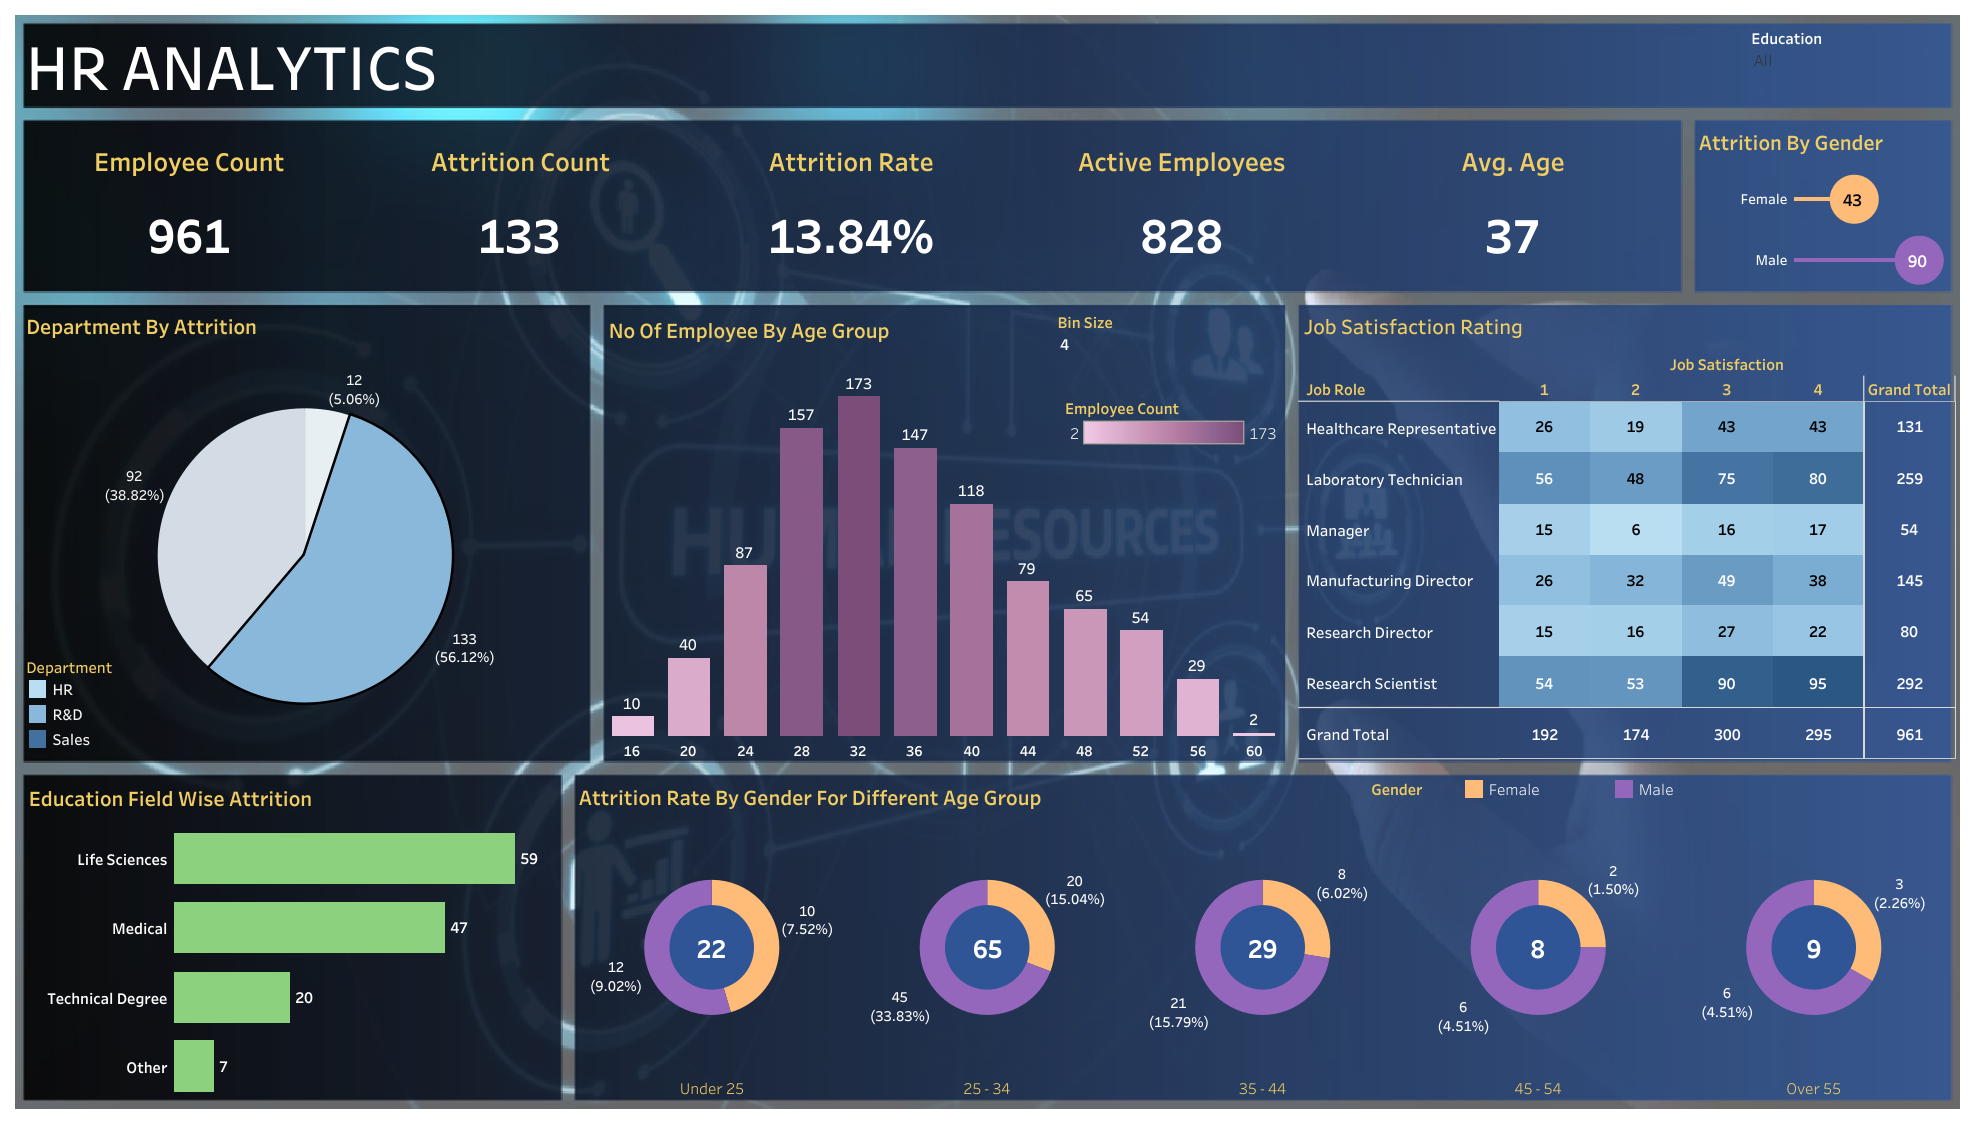 HR ANALYTICS
Education
All
Employee Count
Attrition Count
Attrition Rate
Active Employees
Avg. Age
961
133
13.84%
828
37
Attrition By Gender
Female
43
Male
90
Department By Attrition
12
(5.06%)
92
(38.82%)
133
(56.12%)
Department
HR
R&D
Sales
No Of Employee By Age Group
Bin Size
4
Employee Count
2
173
10
40
87
157
173
147
118
79
65
54
29
2
16
20
24
28
32
36
40
44
48
52
56
60
HUMAN RESOURCES
Job Satisfaction Rating
Job Satisfaction
Job Role 1 2 3 4 Grand Total
Healthcare Representative 26 19 43 43 131
Laboratory Technician 56 48 75 80 259
Manager 15 6 16 17 54
Manufacturing Director 26 32 49 38 145
Research Director 15 16 27 22 80
Research Scientist 54 53 90 95 292
Grand Total 192 174 300 295 961
Education Field Wise Attrition
Life Sciences 59
Medical 47
Technical Degree 20
Other 7
Attrition Rate By Gender For Different Age Group
Gender
Female
Male
22
10
(7.52%)
12
(9.02%)
Under 25
65
20
(15.04%)
45
(33.83%)
25 - 34
29
8
(6.02%)
21
(15.79%)
35 - 44
8
2
(1.50%)
6
(4.51%)
45 - 54
9
3
(2.26%)
6
(4.51%)
Over 55